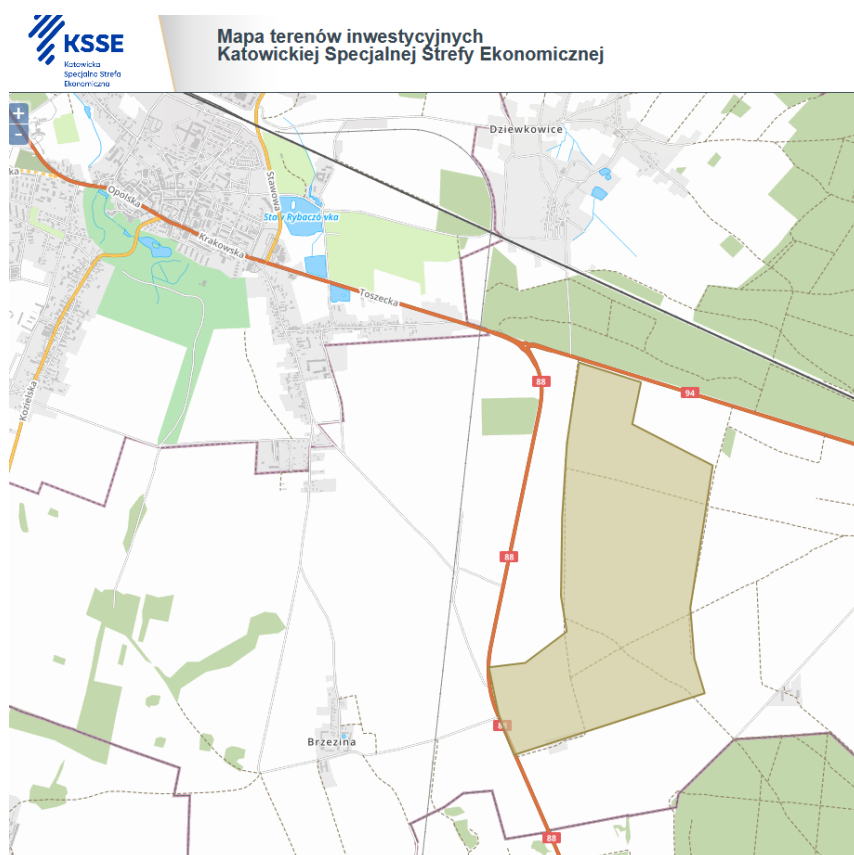 KSSE
Katowicka
Specjalna Strefa
Ekonomiczna
Mapa terenów inwestycyjnych
Katowickiej Specjalnej Strefy Ekonomicznej
+
-
Dziewkowice
Opolska
Stawowa
Staw Rybaczówka
Krakowska
Toszecka
Kozielska
88
94
88
88
Brzezina
88